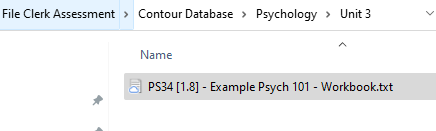 File Clerk Assessment > Contour Database > Psychology > Unit 3
Name
PS34 [1.8] - Example Psych 101 - Workbook.txt